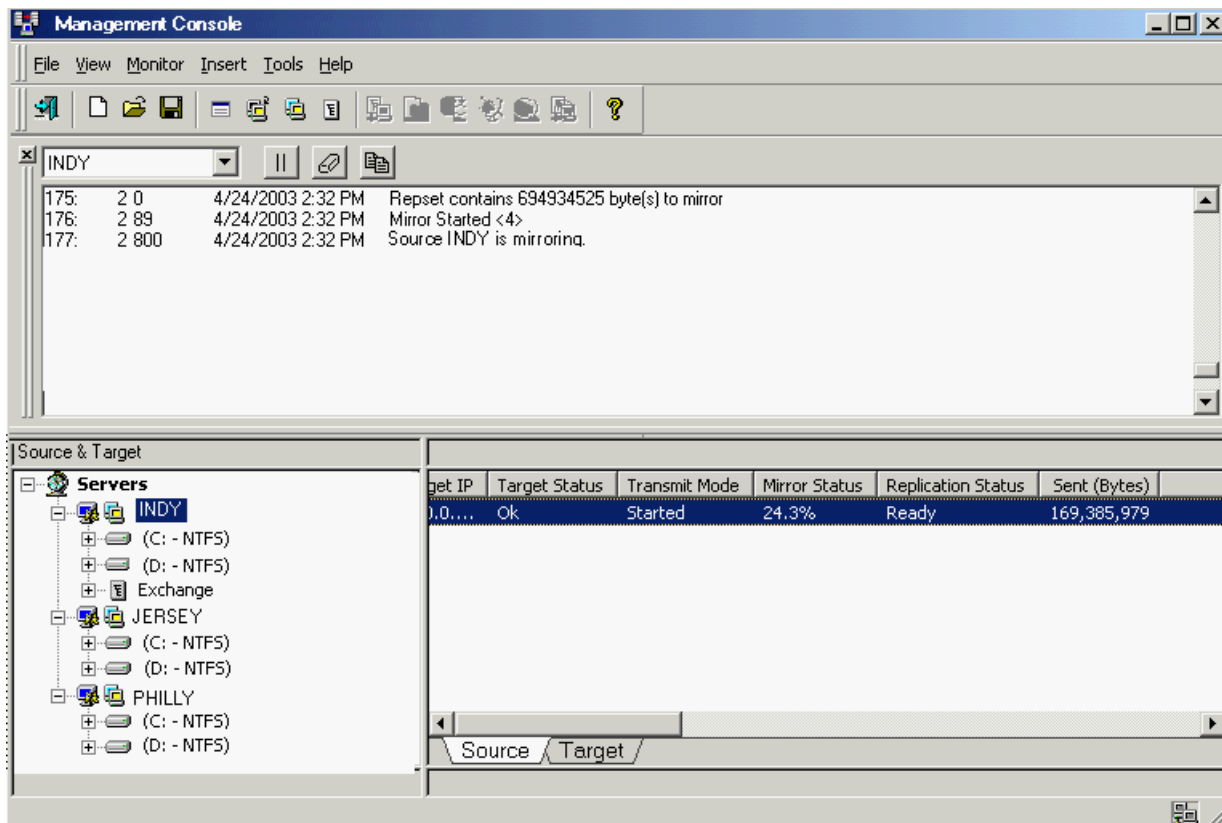 Management Console
File View Monitor Insert Tools Help
INDY
175: 2 0 4/24/2003 2:32 PM Repset contains 694934525 byte(s) to mirror
176: 2 89 4/24/2003 2:32 PM Mirror Started <4>
177: 2 800 4/24/2003 2:32 PM Source INDY is mirroring.
Source & Target
Servers
INDY
(C: - NTFS)
(D: - NTFS)
Exchange
JERSEY
(C: - NTFS)
(D: - NTFS)
PHILLY
(C: - NTFS)
(D: - NTFS)
get IP Target Status Transmit Mode Mirror Status Replication Status Sent (Bytes)
).0.... Ok Started 24.3% Ready 169,385,979
Source Target